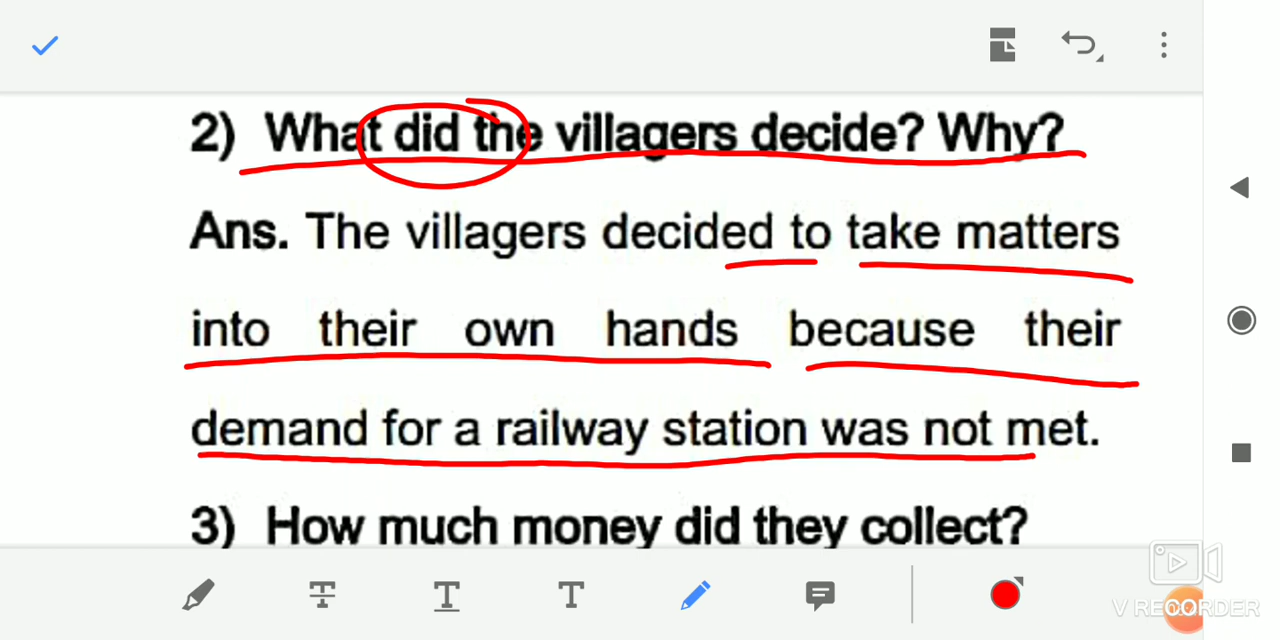 2) What did the villagers decide? Why?
Ans. The villagers decided to take matters
into their own hands because their
demand for a railway station was not met.
3) How much money did they collect?
T T T
V RECORDER